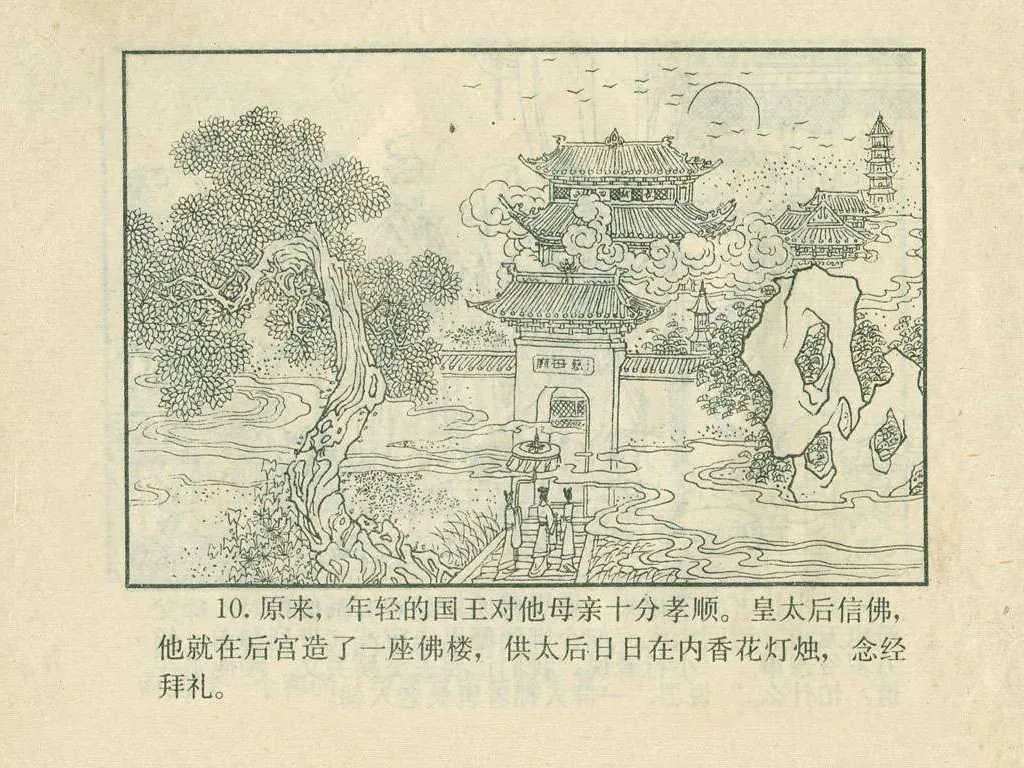 10. 原来，年轻的国王对他母亲十分孝顺。皇太后信佛，
他就在后宫造了一座佛楼，供太后日日在内香花灯烛，念经
拜礼。